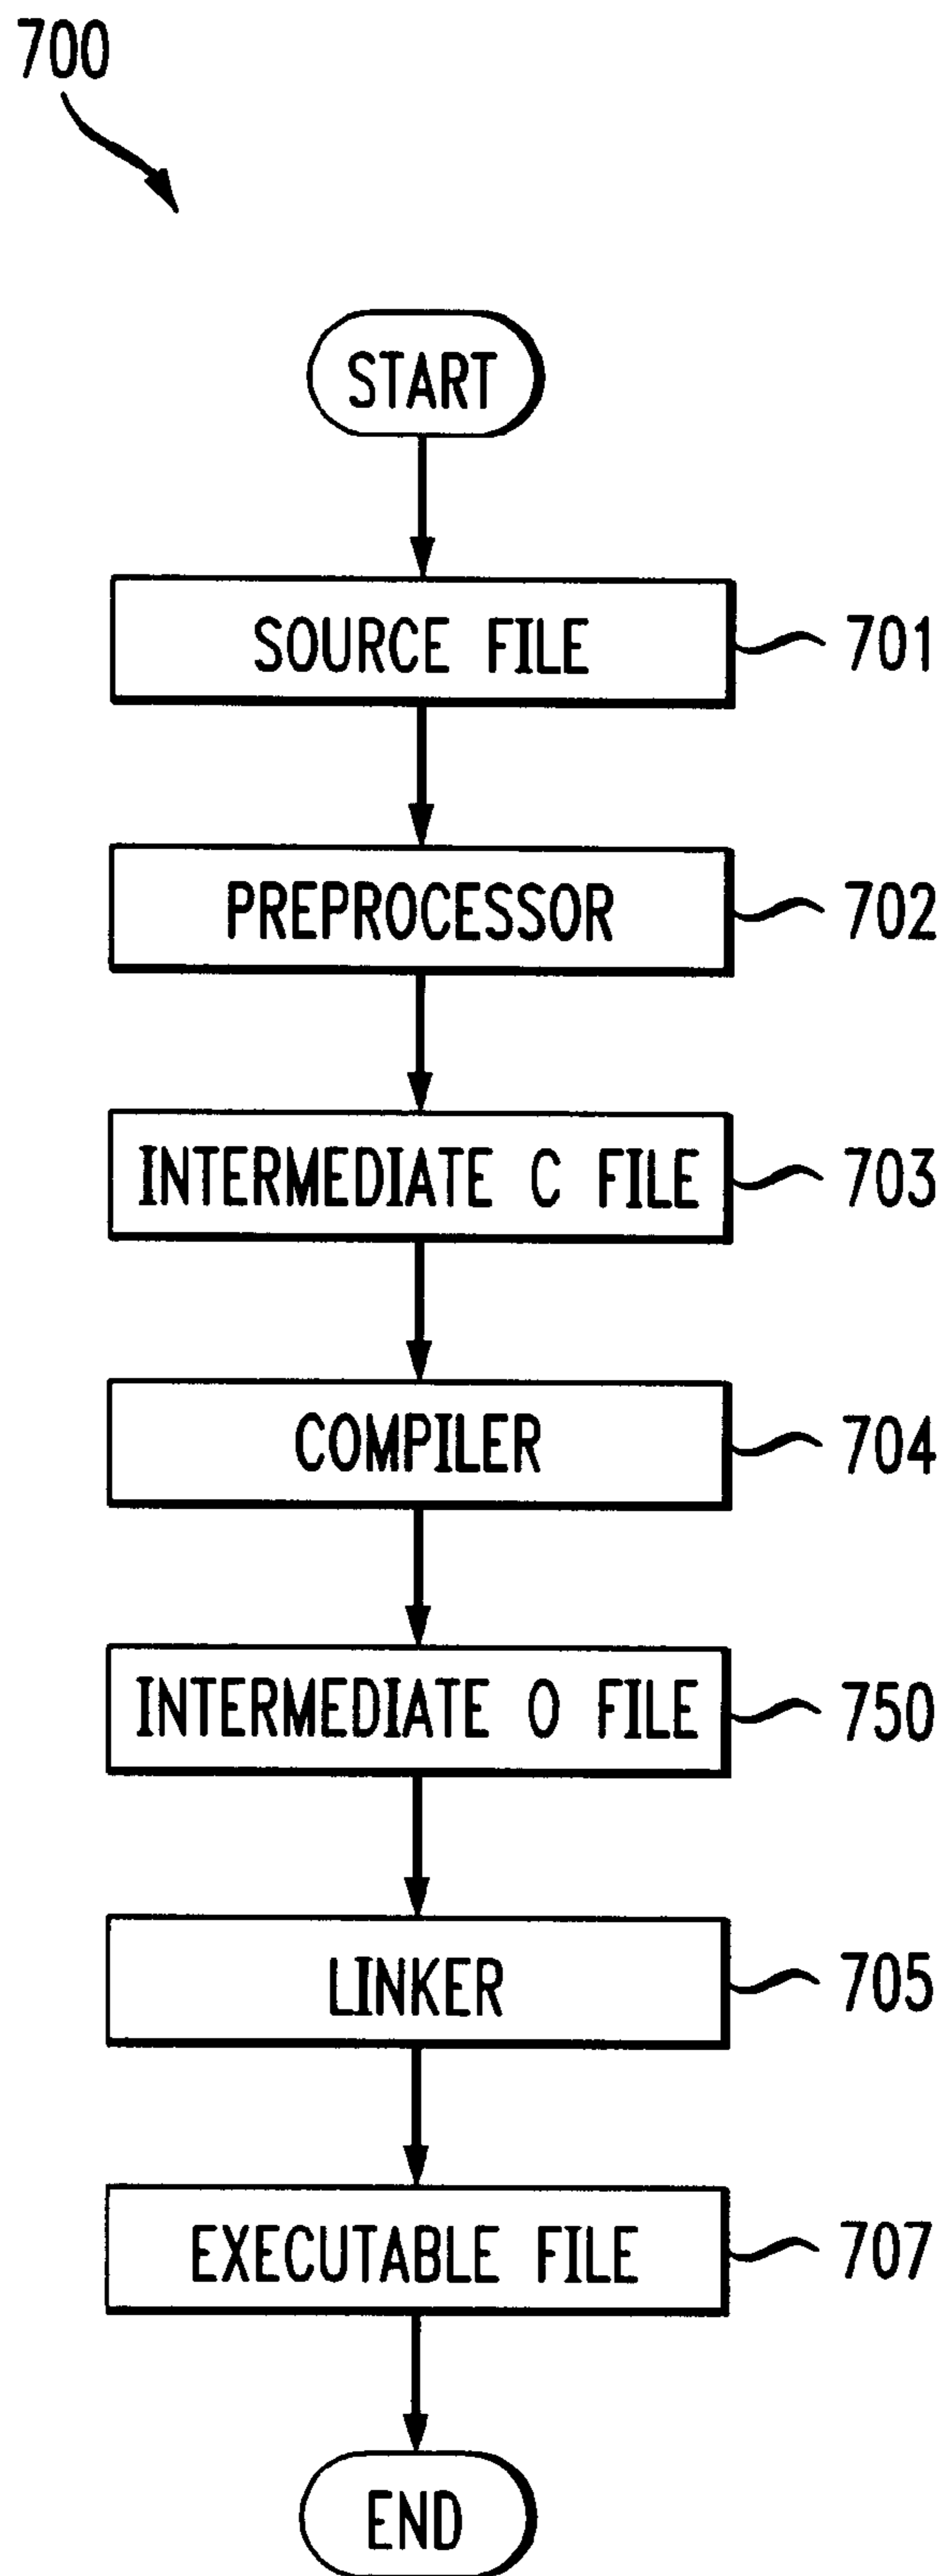 700
START
SOURCE FILE 701
PREPROCESSOR 702
INTERMEDIATE C FILE 703
COMPILER 704
INTERMEDIATE O FILE 750
LINKER 705
EXECUTABLE FILE 707
END